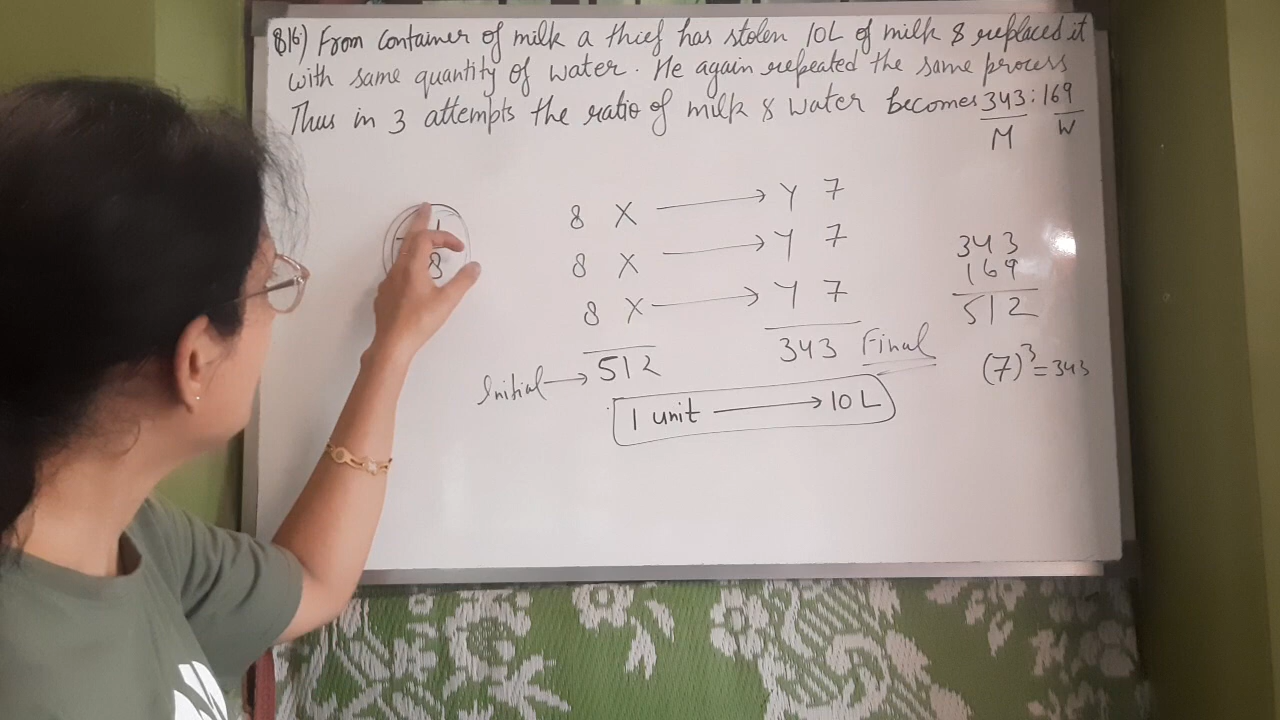 Q16) From Container of milk a thief has stolen 10L of milk & replaced it
with same quantity of water. He again repeated the same process
Thus in 3 attempts the ratio of milk & water becomes 343:169
M W
8 X → Y 7
8 X → Y 7
8 X → Y 7
Initial → 512 343 Final
1 unit → 10 L
8
343
169
512
(7)³ = 343